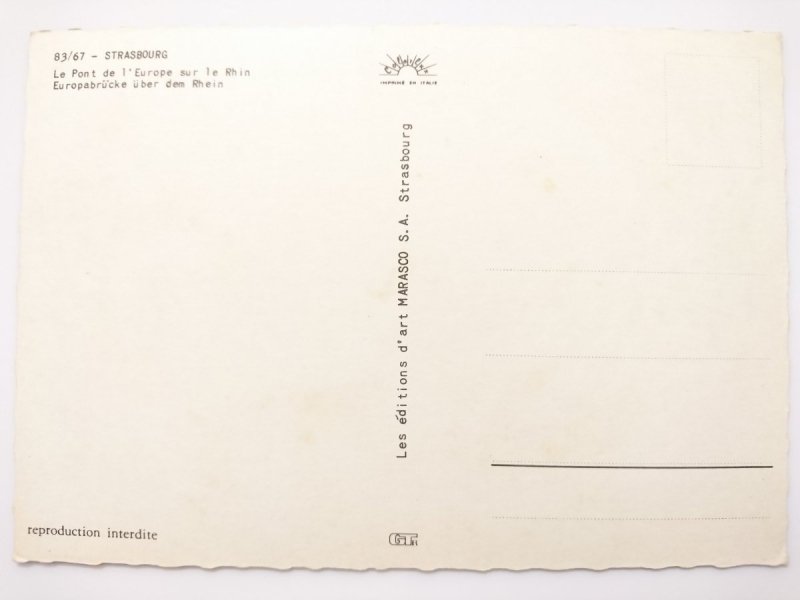 83/67 - STRASBOURG
Le Pont de l'Europe sur le Rhin
Europabrücke über dem Rhein
IMPRIMÉ EN ITALIE
Les éditions d'art MARASCO S.A. Strasbourg
reproduction interdite